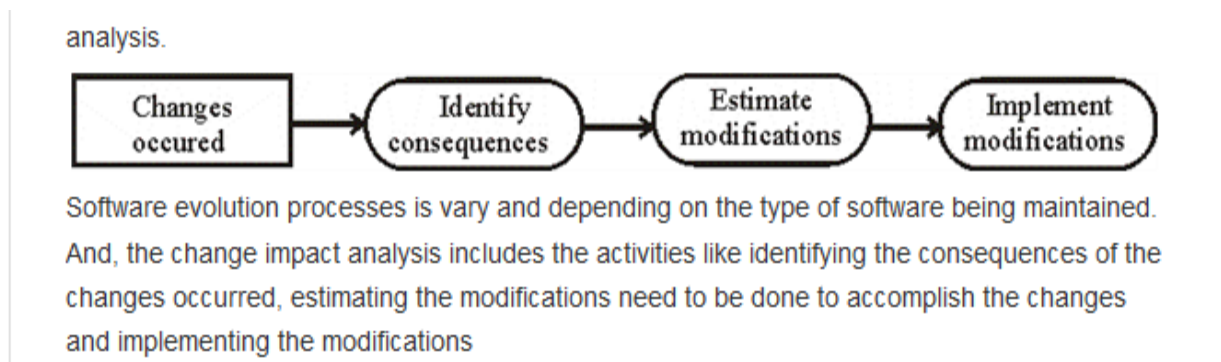 analysis.
Changes
occured
Identify
consequences
Estimate
modifications
Implement
modifications
Software evolution processes is vary and depending on the type of software being maintained.
And, the change impact analysis includes the activities like identifying the consequences of the
changes occurred, estimating the modifications need to be done to accomplish the changes
and implementing the modifications